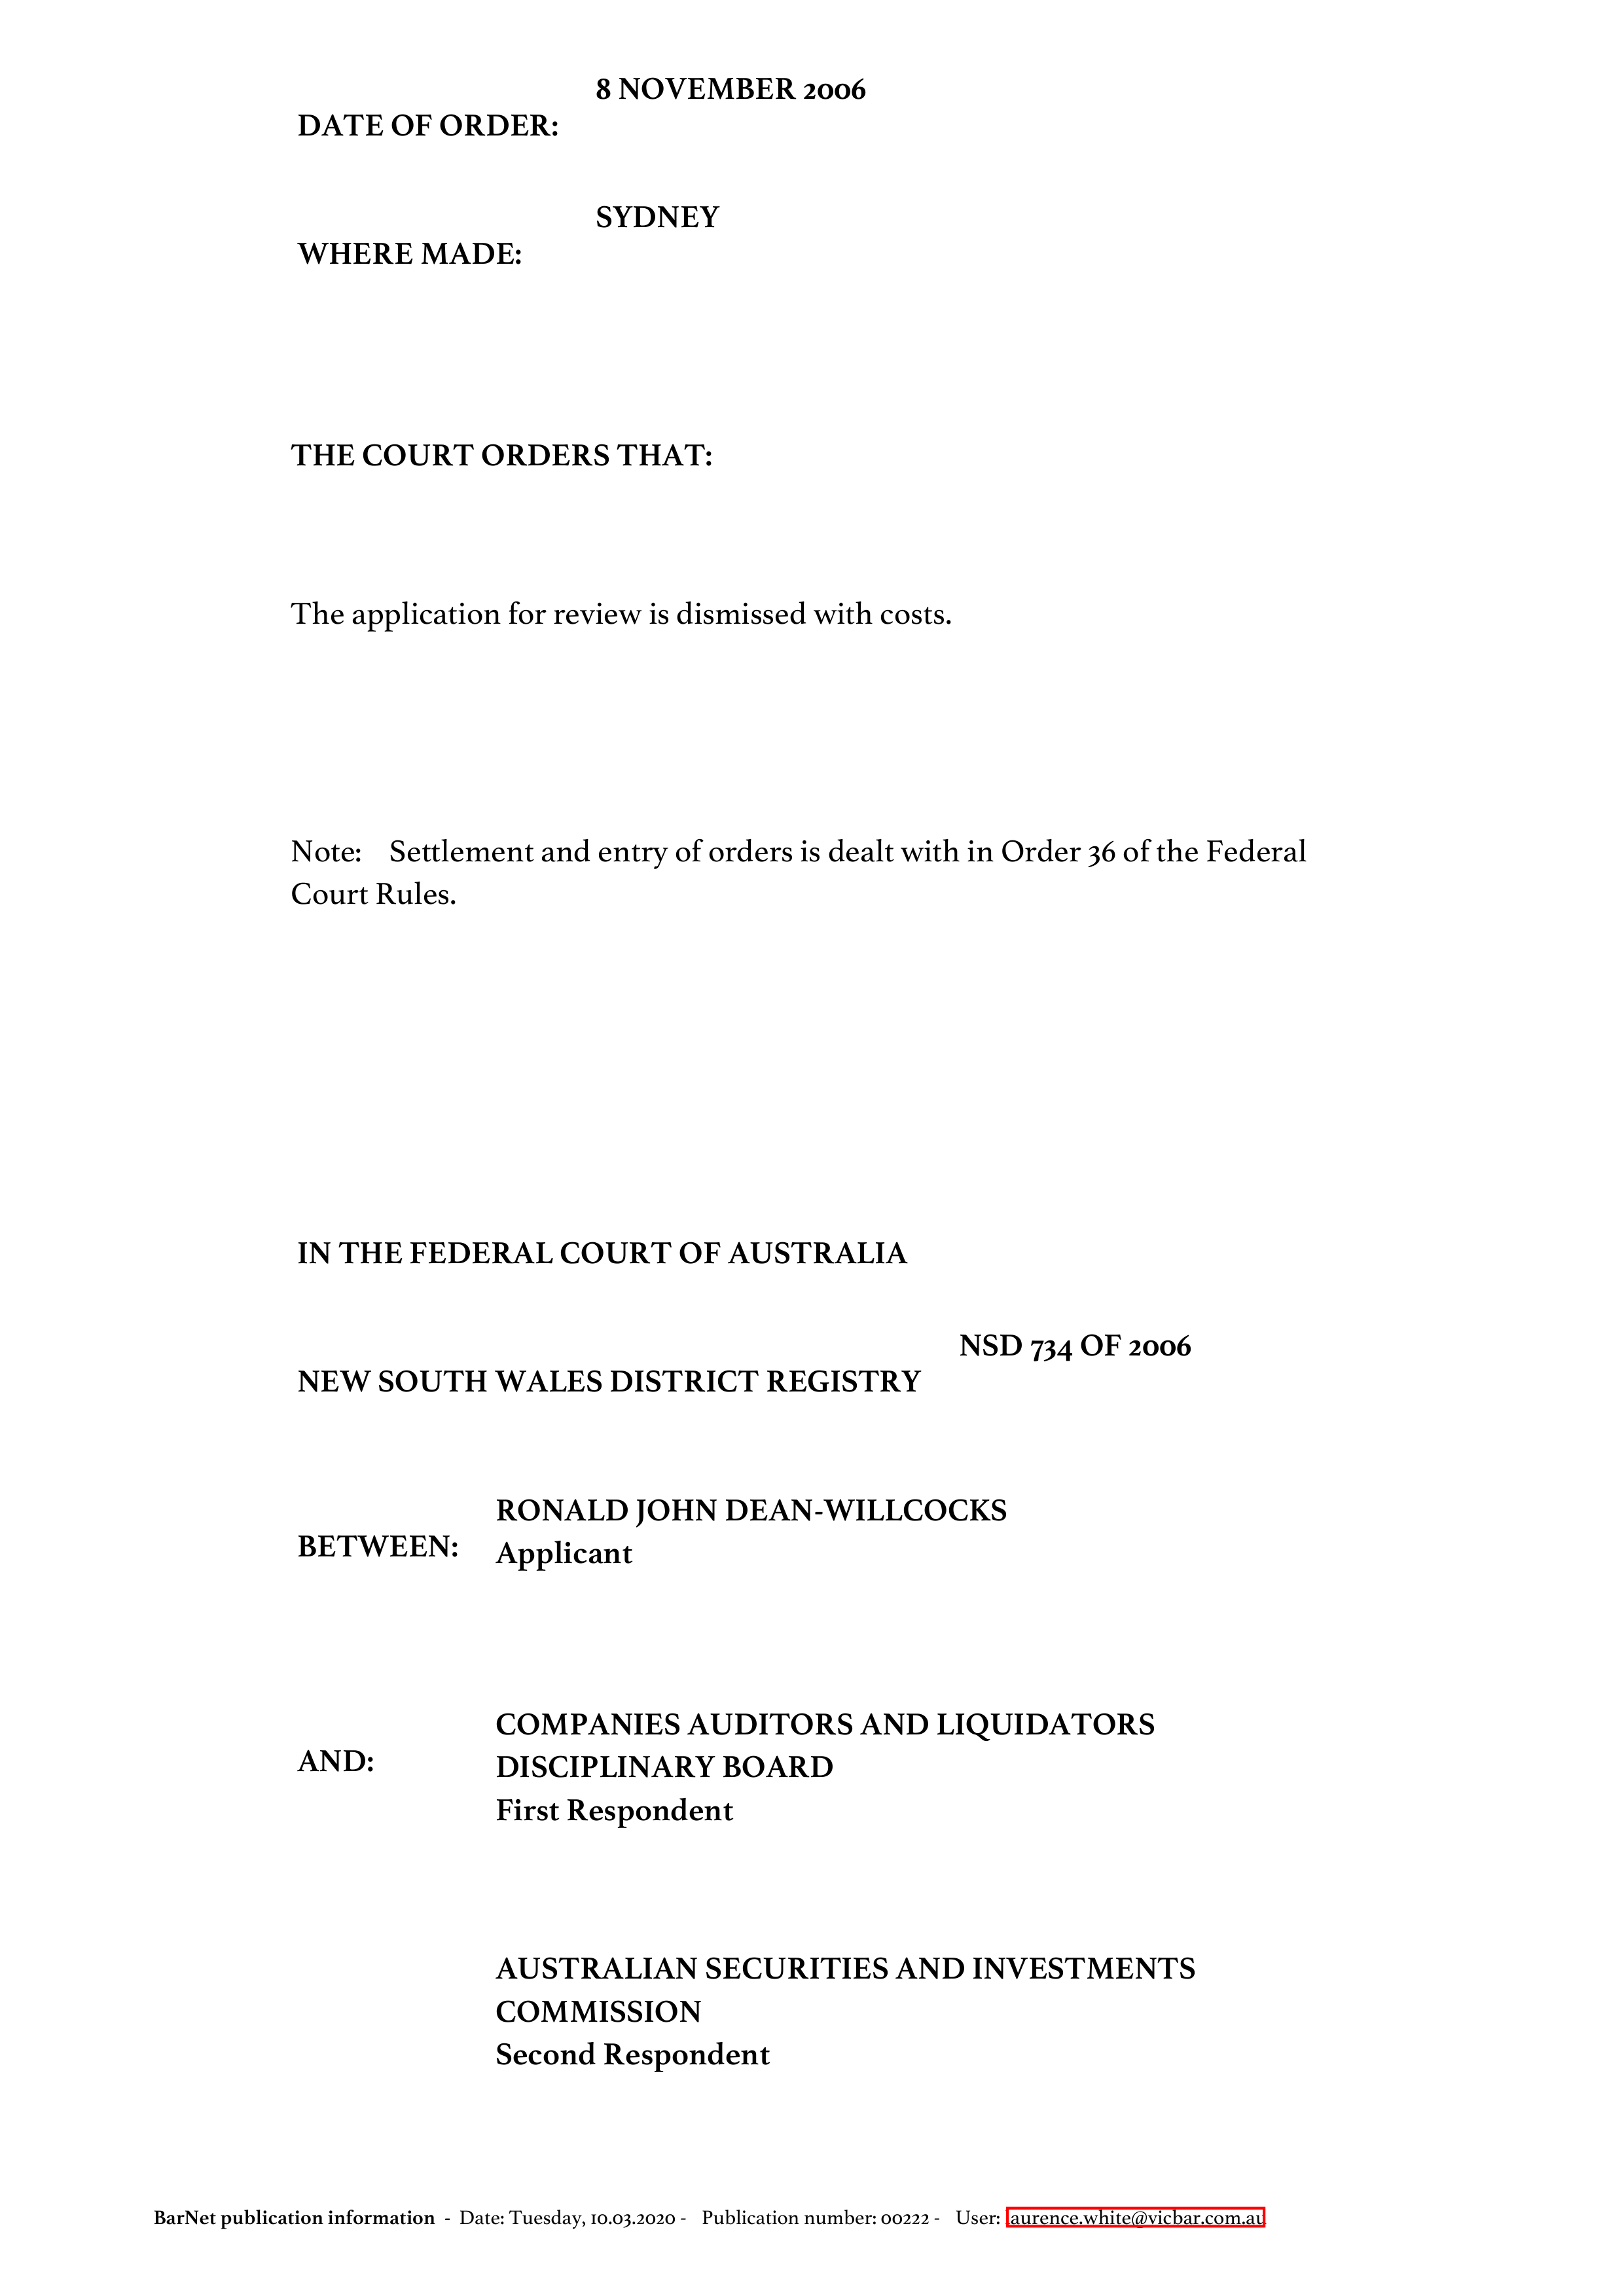 8 NOVEMBER 2006
DATE OF ORDER:
SYDNEY
WHERE MADE:
THE COURT ORDERS THAT:
The application for review is dismissed with costs.
Note: Settlement and entry of orders is dealt with in Order 36 of the Federal
Court Rules.
IN THE FEDERAL COURT OF AUSTRALIA
NSD 734 OF 2006
NEW SOUTH WALES DISTRICT REGISTRY
RONALD JOHN DEAN-WILLCOCKS
BETWEEN:
Applicant
COMPANIES AUDITORS AND LIQUIDATORS
AND:
DISCIPLINARY BOARD
First Respondent
AUSTRALIAN SECURITIES AND INVESTMENTS
COMMISSION
Second Respondent
BarNet publication information - Date: Tuesday, 10.03.2020 - Publication number: 00222 - User: laurence.white@vicbar.com.au